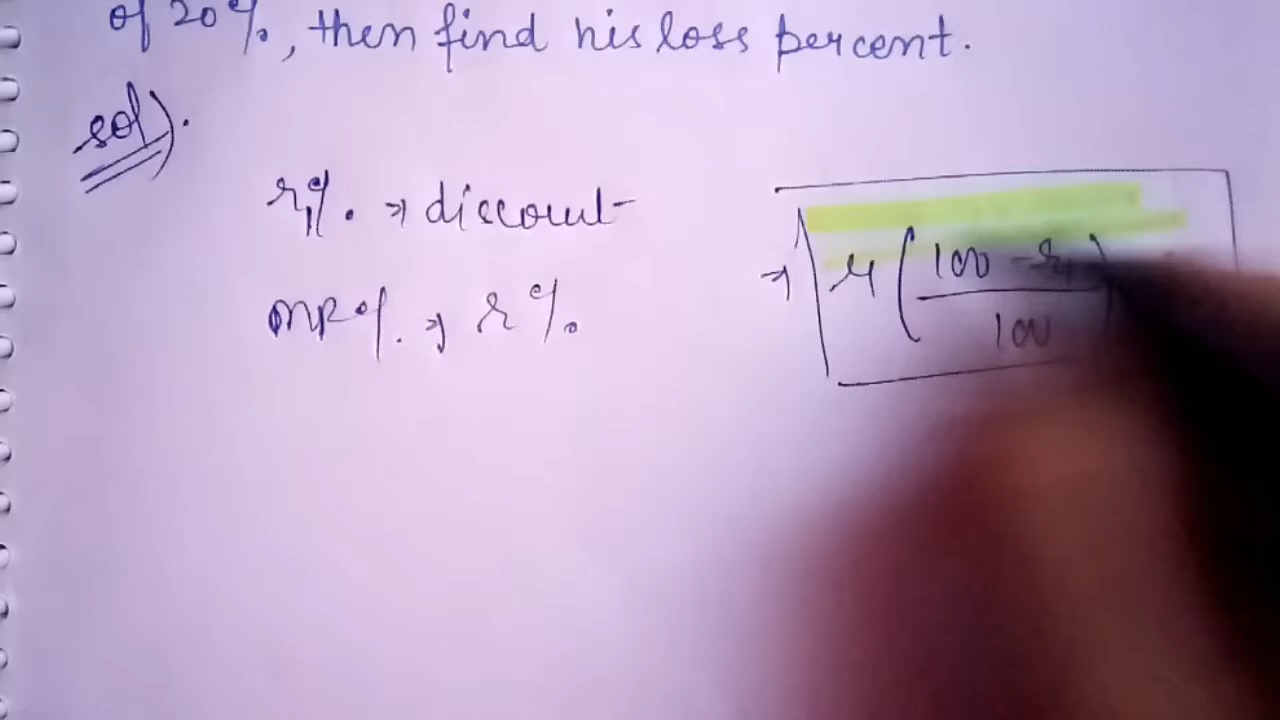 of 20%, then find his loss percent.
sol).
r₁% → discount
MP% → r%
→ r (100 - r₁ / 100)